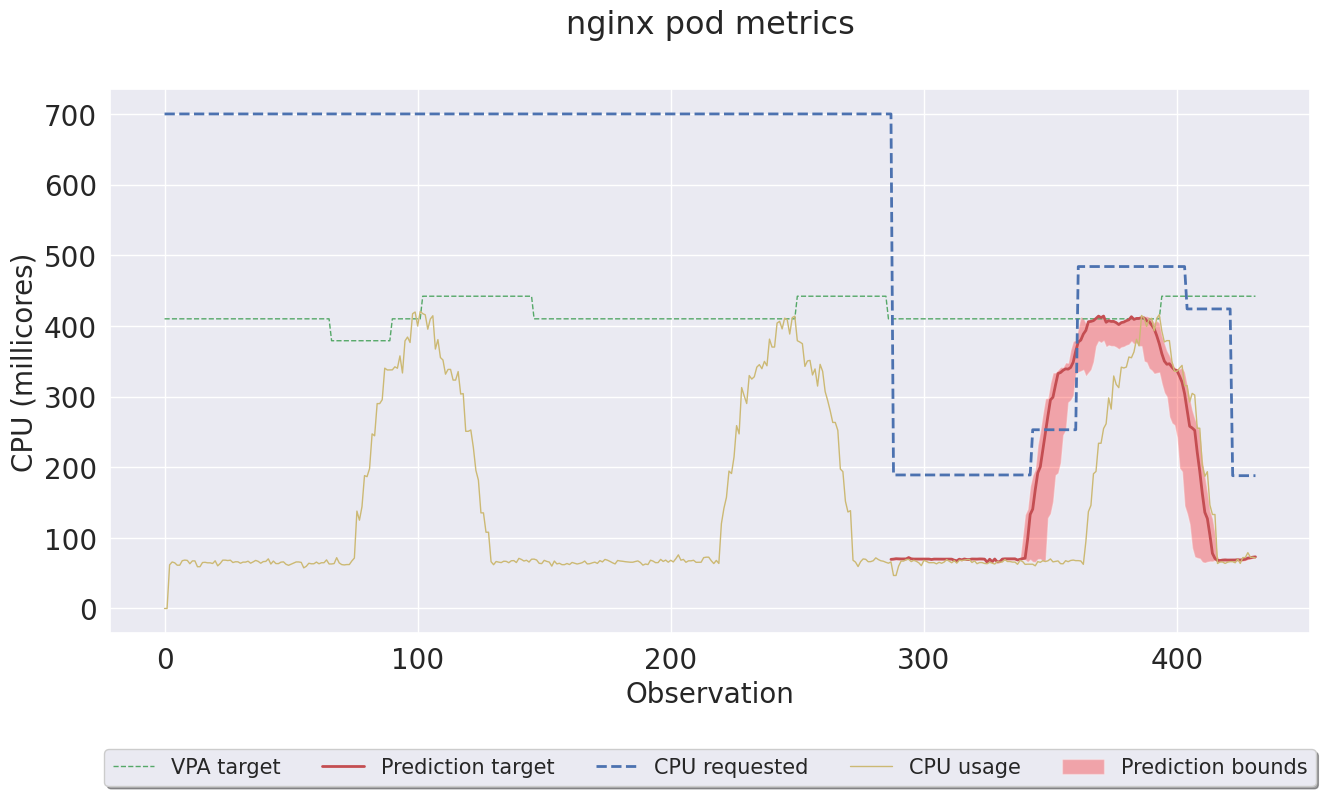 nginx pod metrics
CPU (millicores)
700
600
500
400
300
200
100
0
0 100 200 300 400
Observation
VPA target Prediction target CPU requested CPU usage Prediction bounds